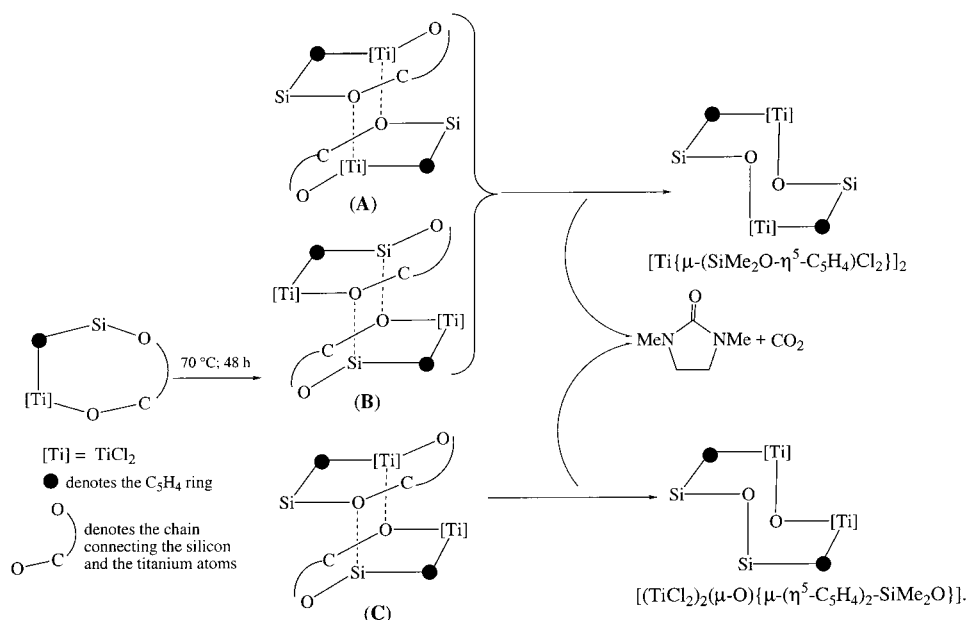 O
[Ti]
C
Si
O
O
Si
C
[Ti]
O
(A)
[Ti]
O
Si
O
Si
[Ti]
[Ti{μ-(SiMe₂O-η⁵-C₅H₄)Cl₂}]₂
O
Si
C
[Ti]
O
O
[Ti]
C
Si
O
(B)
O
MeN NMe + CO₂
Si
O
[Ti]
O
C
70 °C; 48 h
[Ti] = TiCl₂
● denotes the C₅H₄ ring
O
O C
denotes the chain
connecting the silicon
and the titanium atoms
O
[Ti]
C
Si
O
O
[Ti]
C
Si
O
(C)
[Ti]
Si
O
O
[Ti]
Si
[(TiCl₂)₂(μ-O){μ-(η⁵-C₅H₄)₂-SiMe₂O}].